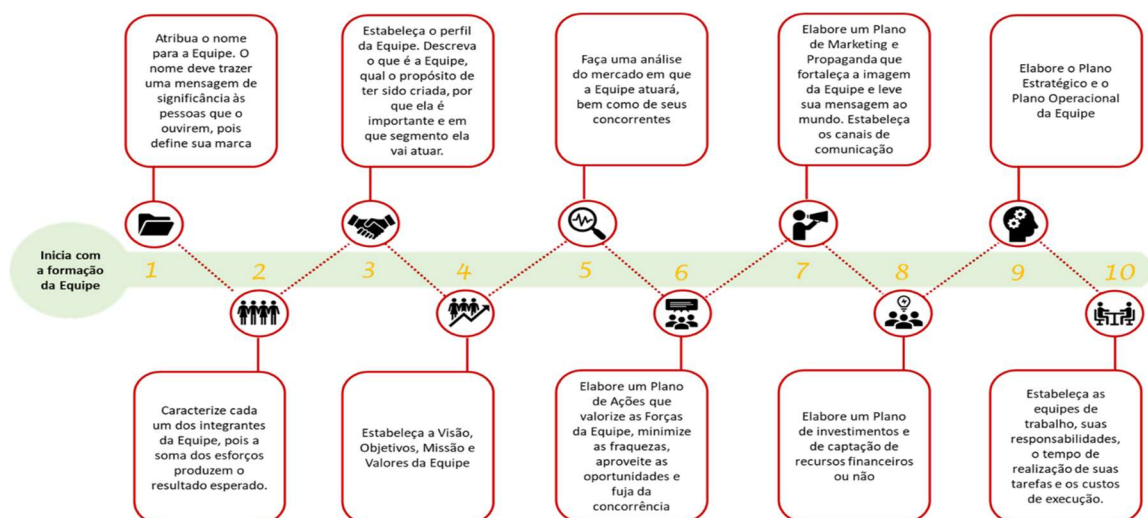 Atribua o nome
para a Equipe. O
nome deve trazer
uma mensagem de
significância às
pessoas que o
ouvirem, pois
define sua marca
Estabeleça o perfil
da Equipe. Descreva
o que é a Equipe,
qual o propósito de
ter sido criada, por
que ela é
importante e em
que segmento ela
vai atuar.
Faça uma análise
do mercado em que
a Equipe atuará,
bem como de seus
concorrentes
Elabore um Plano
de Marketing e
Propaganda que
fortaleça a imagem
da Equipe e leve
sua mensagem ao
mundo. Estabeleça
os canais de
comunicação
Elabore o Plano
Estratégico e o
Plano Operacional
da Equipe
Inicia com
a formação
da Equipe
1
2
3
4
5
6
7
8
9
10
Caracterize cada
um dos integrantes
da Equipe, pois a
soma dos esforços
produzem o
resultado esperado.
Estabeleça a Visão,
Objetivos, Missão e
Valores da Equipe
Elabore um Plano
de Ações que
valorize as Forças
da Equipe, minimize
as fraquezas,
aproveite as
oportunidades e
fuja da
concorrência
Elabore um Plano
de investimentos e
de captação de
recursos financeiros
ou não
Estabeleça as
equipes de
trabalho, suas
responsabilidades,
o tempo de
realização de suas
tarefas e os custos
de execução.